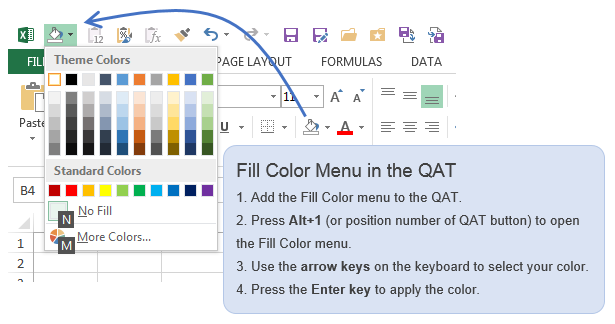 12
fx
FIL
PAGE LAYOUT
FORMULAS
DATA
Theme Colors
11
A
A
Paste
U
A
Standard Colors
B4
No Fill
N
More Colors...
M
1
2
3
Fill Color Menu in the QAT
1. Add the Fill Color menu to the QAT.
2. Press Alt+1 (or position number of QAT button) to open
the Fill Color menu.
3. Use the arrow keys on the keyboard to select your color.
4. Press the Enter key to apply the color.